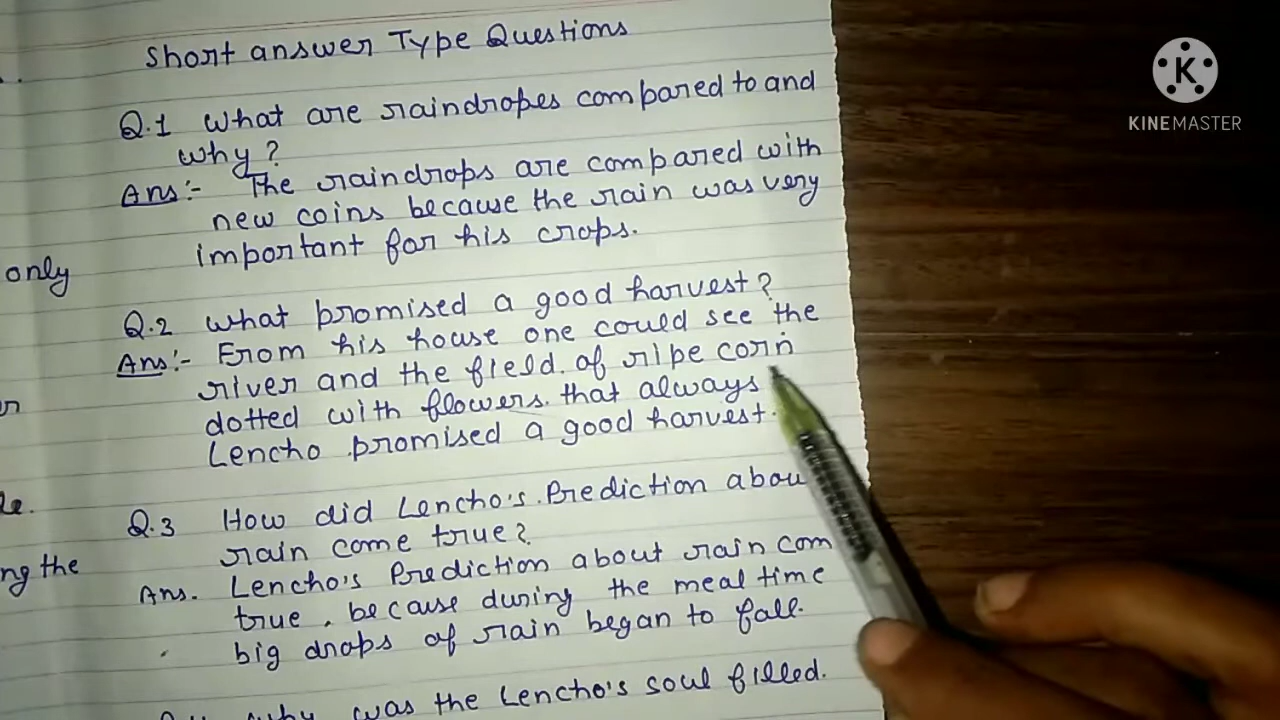 Short answer Type Questions
Q.1 What are raindropes compared to and
why?
Ans:- The raindrops are compared with
new coins because the rain was very
important for his crops.
only
Q.2 What promised a good harvest?
Ans:- From his house one could see the
river and the field. of ripe corn
dotted with flowers. that always
Lencho promised a good harvest.
Q.3 How did Lencho's Prediction abou
rain come true?
ng the
Ans. Lencho's Prediction about rain com
true, because during the meal time
big drops of rain began to fall.
why was the Lencho's soul filled.
K
KINEMASTER